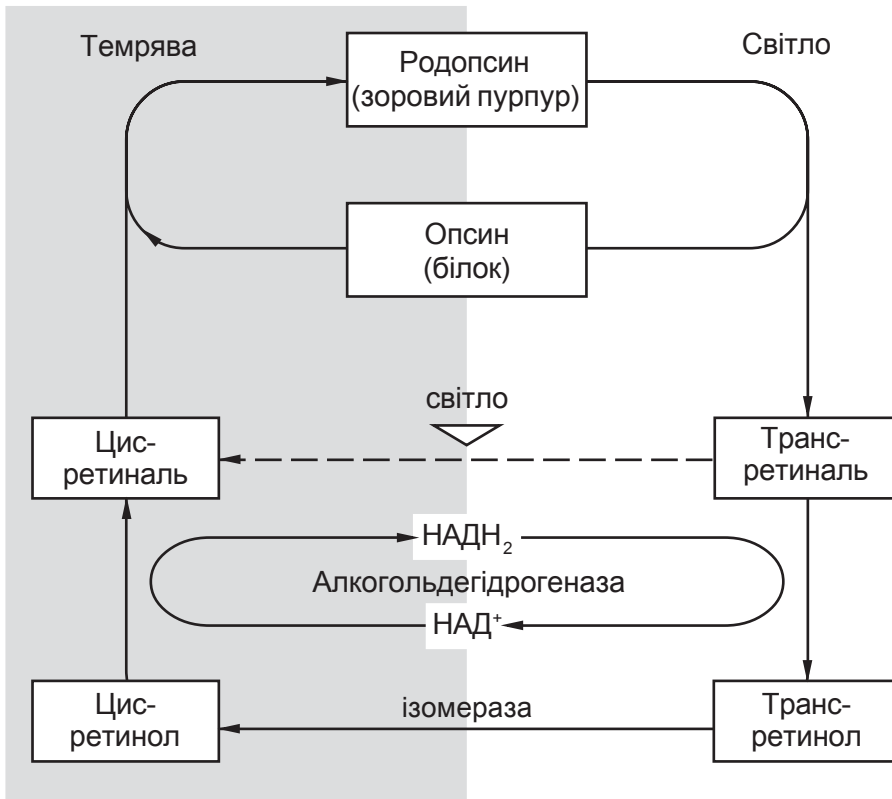 Темрява
Родопсин
(зоровий пурпур)
Світло
Опсин
(білок)
світло
Цис-
ретиналь
Транс-
ретиналь
НАДН₂
Алкогольдегідрогеназа
НАД⁺
Цис-
ретинол
ізомераза
Транс-
ретинол